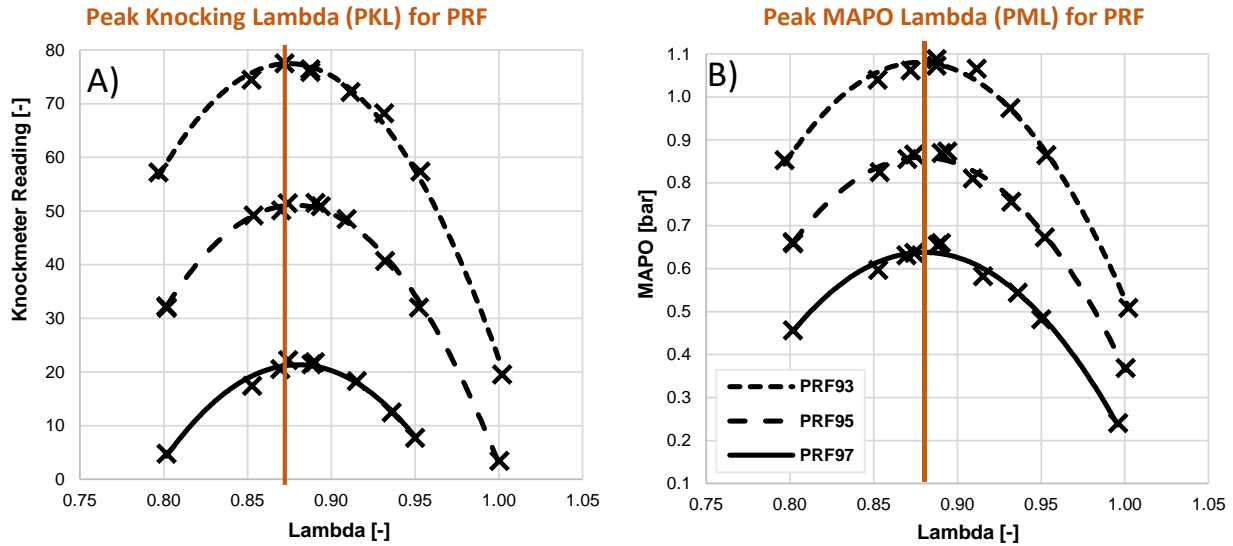 Peak Knocking Lambda (PKL) for PRF
A)
Knockmeter Reading [-]
80
70
60
50
40
30
20
10
0
0.75 0.80 0.85 0.90 0.95 1.00 1.05
Lambda [-]
Peak MAPO Lambda (PML) for PRF
B)
MAPO [bar]
1.1
1.0
0.9
0.8
0.7
0.6
0.5
0.4
0.3
0.2
0.1
PRF93
PRF95
PRF97
0.75 0.80 0.85 0.90 0.95 1.00 1.05
Lambda [-]